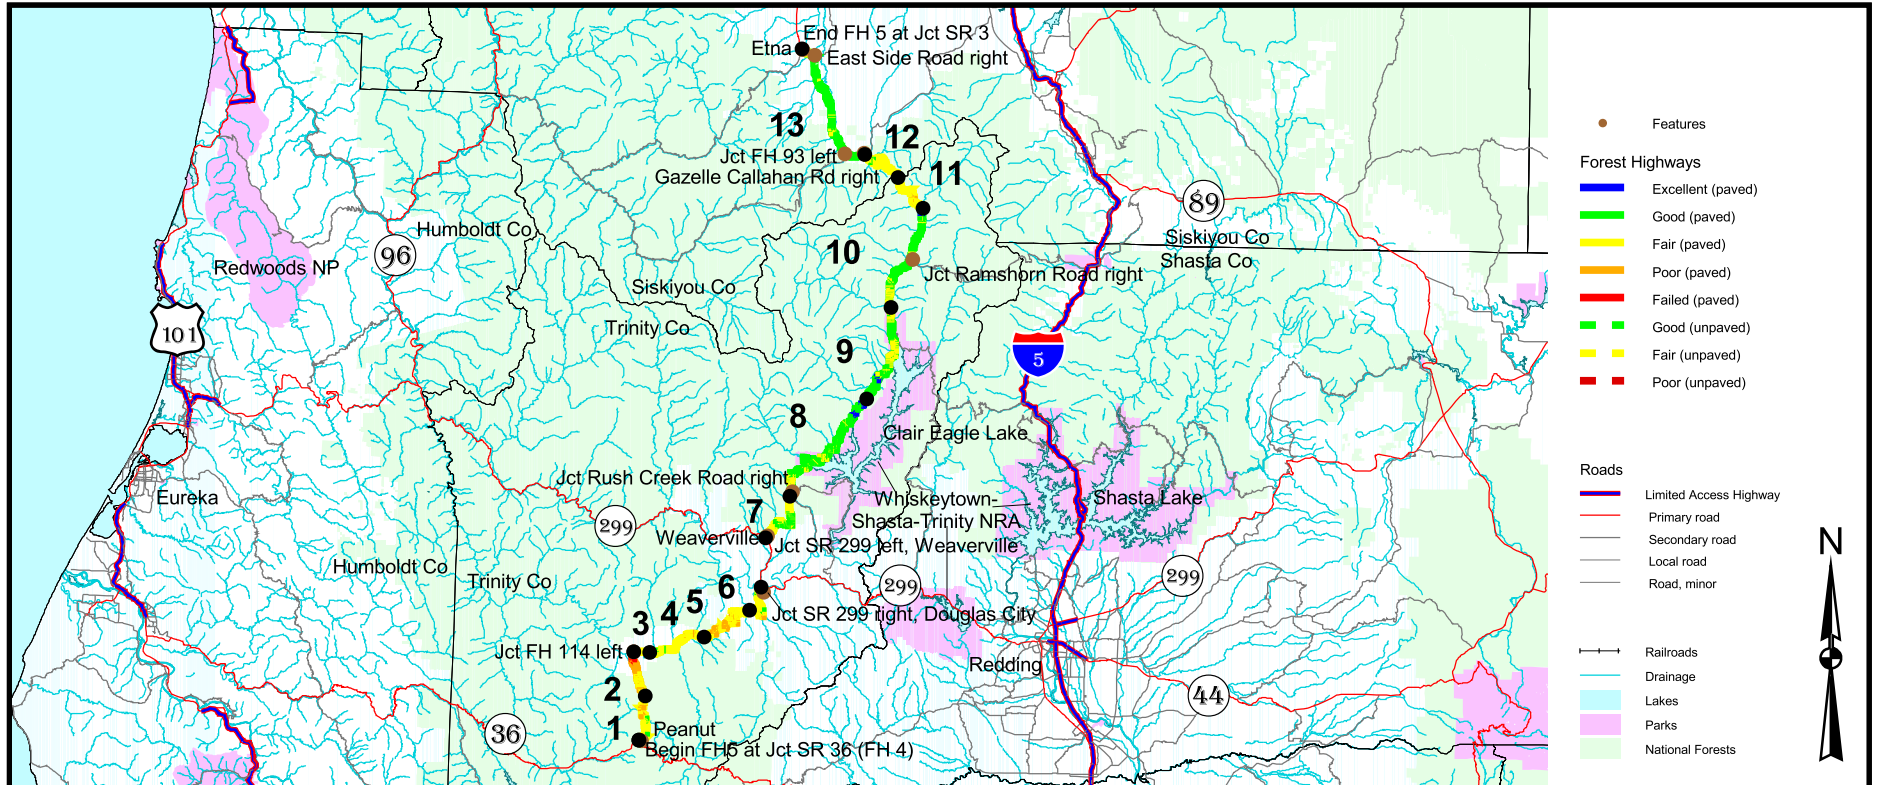 End FH 5 at Jct SR 3
Etna
East Side Road right
13
12
Jct FH 93 left
11
Gazelle Callahan Rd right
89
Humboldt Co
96
Siskiyou Co
Shasta Co
10
Redwoods NP
Jct Ramshorn Road right
Siskiyou Co
Trinity Co
101
9
5
8
Clair Eagle Lake
Jct Rush Creek Road right
Eureka
Whiskeytown-
Shasta-Trinity NRA
Shasta Lake
7
299
Weaverville
Jct SR 299 left, Weaverville
Humboldt Co
Trinity Co
299
299
6
5
4
3
Jct SR 299 right, Douglas City
Jct FH 114 left
Redding
2
44
1
Peanut
36
Begin FH5 at Jct SR 36 (FH 4)
Features
Forest Highways
Excellent (paved)
Good (paved)
Fair (paved)
Poor (paved)
Failed (paved)
Good (unpaved)
Fair (unpaved)
Poor (unpaved)
Roads
Limited Access Highway
Primary road
Secondary road
Local road
Road, minor
Railroads
Drainage
Lakes
Parks
National Forests
N